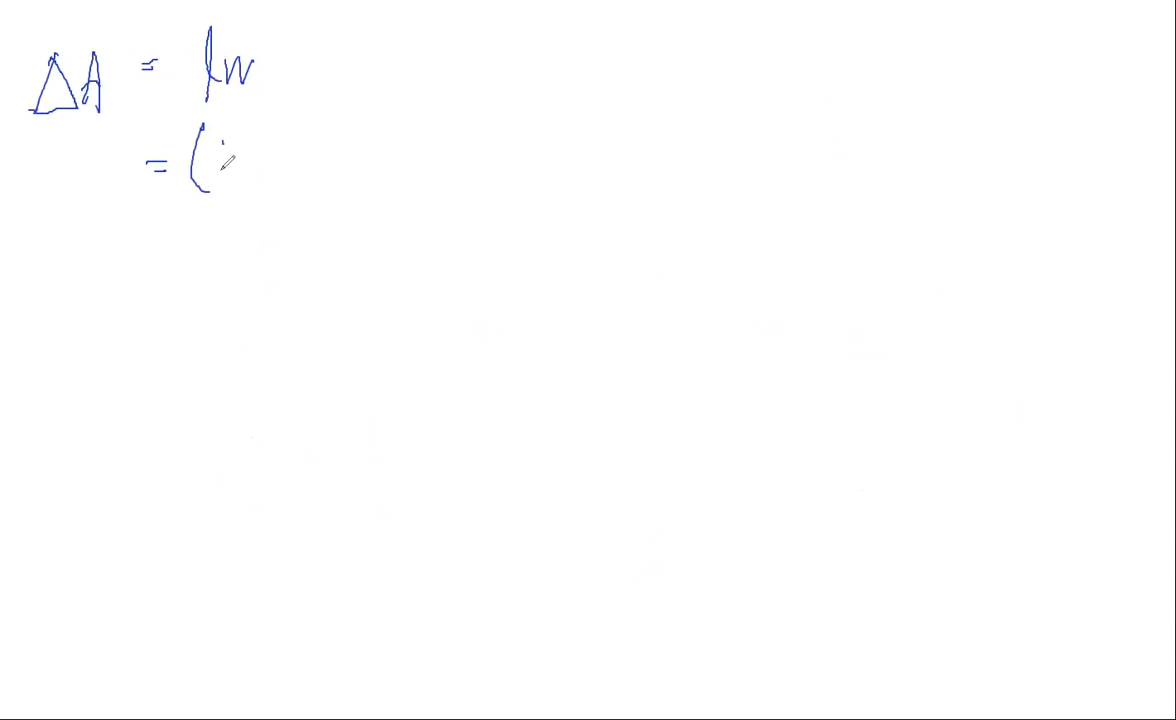 ΔA = lw
= (